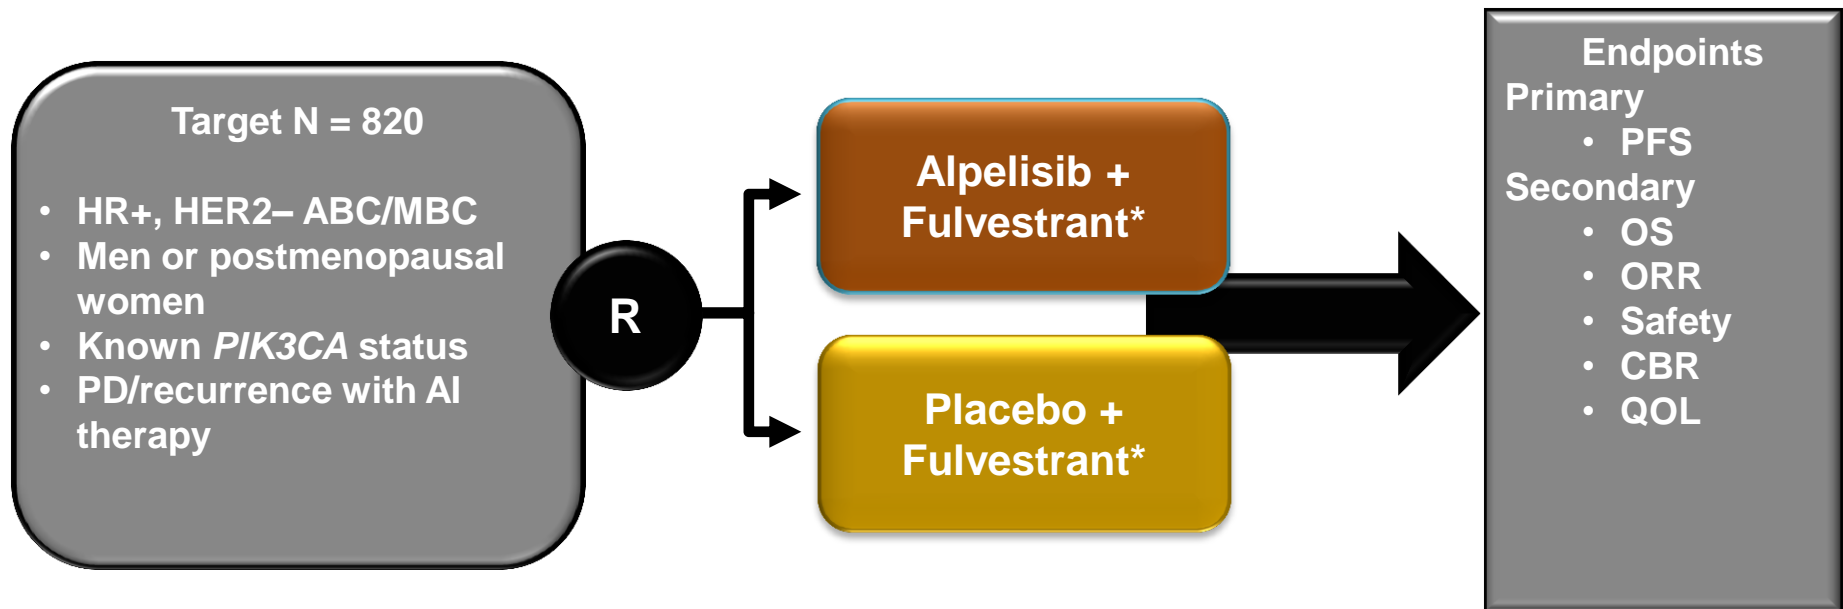 Target N = 820
• HR+, HER2– ABC/MBC
• Men or postmenopausal
women
• Known PIK3CA status
• PD/recurrence with AI
therapy
R
Alpelisib +
Fulvestrant*
Placebo +
Fulvestrant*
Endpoints
Primary
• PFS
Secondary
• OS
• ORR
• Safety
• CBR
• QOL